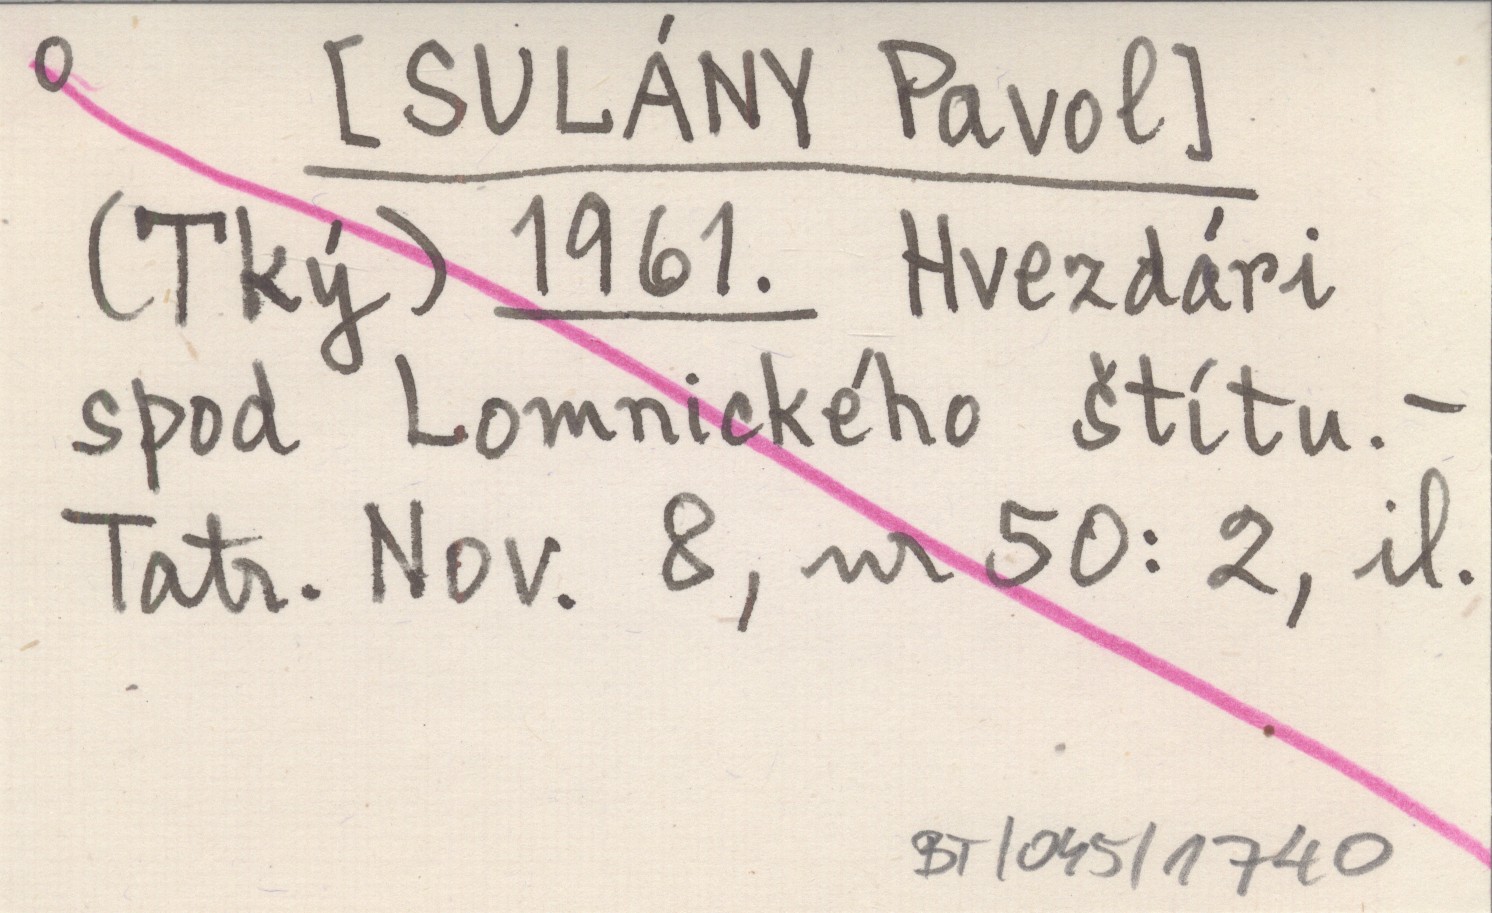 O [SULÁNY Pavol]
(Tký) 1961. Hvezdári
spod Lomnického štítu.-
Tatr. Nov. 8, nr 50: 2, il.
BT/045/1740